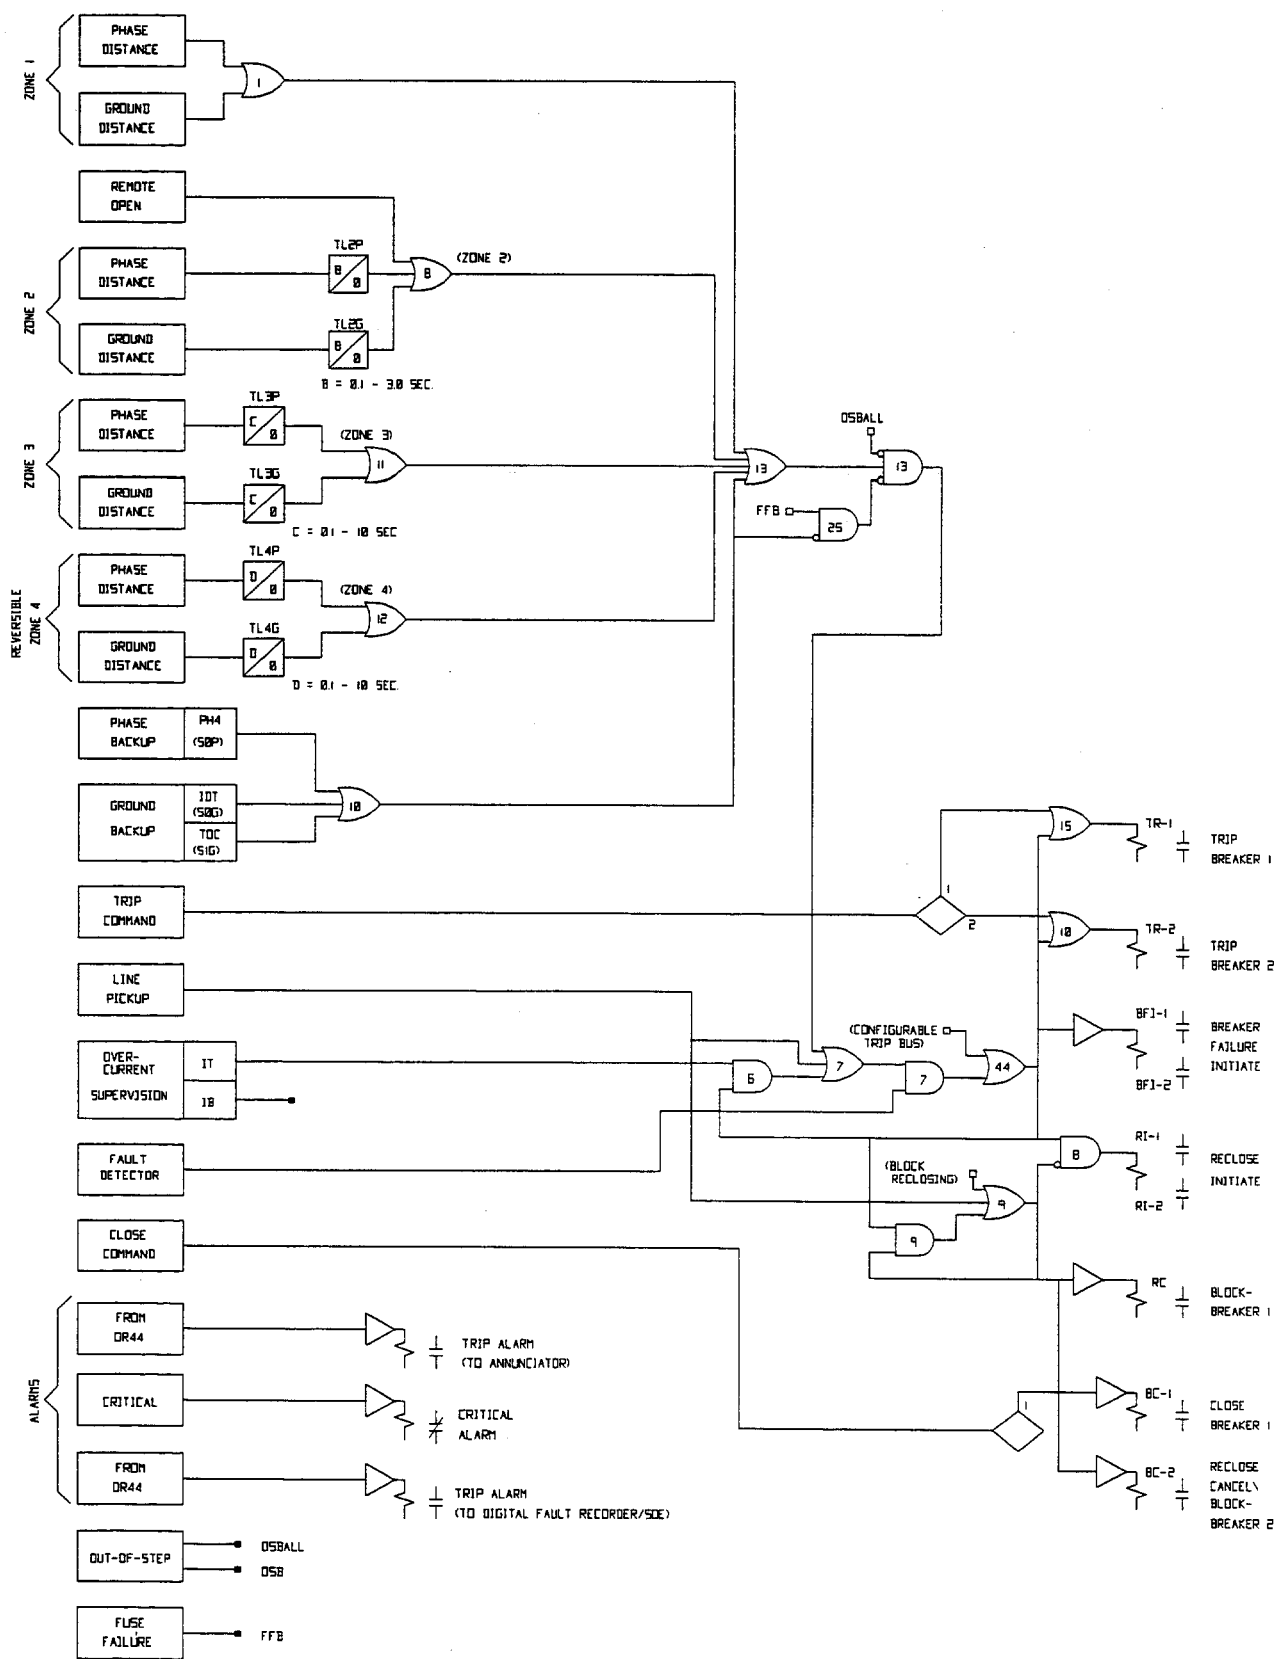 ZONE 1
PHASE
DISTANCE
GROUND
DISTANCE
1
REMOTE
OPEN
ZONE 2
PHASE
DISTANCE
GROUND
DISTANCE
TL2P
B
0
TL2G
B
0
8
(ZONE 2)
B = 0.1 - 3.0 SEC.
ZONE 3
PHASE
DISTANCE
GROUND
DISTANCE
TL3P
C
0
TL3G
C
0
(ZONE 3)
11
C = 0.1 - 10 SEC
OSBALL
13
13
FFB
25
REVERSIBLE
ZONE 4
PHASE
DISTANCE
GROUND
DISTANCE
TL4P
D
0
TL4G
D
0
(ZONE 4)
12
D = 0.1 - 10 SEC.
PHASE
BACKUP
PH4
(50P)
GROUND
BACKUP
IOT
(50G)
TOC
(51G)
10
TRIP
COMMAND
1
2
15
TR-1
TRIP
BREAKER 1
10
TR-2
TRIP
BREAKER 2
LINE
PICKUP
OVER-
CURRENT
SUPERVISION
IT
IB
6
7
7
(CONFIGURABLE
TRIP BUS)
44
BFI-1
BREAKER
FAILURE
INITIATE
BFI-2
FAULT
DETECTOR
(BLOCK
RECLOSING)
9
9
8
RI-1
RECLOSE
INITIATE
RI-2
CLOSE
COMMAND
RC
BLOCK-
BREAKER 1
ALARMS
FROM
OR44
TRIP ALARM
(TO ANNUNCIATOR)
CRITICAL
CRITICAL
ALARM
FROM
OR44
TRIP ALARM
(TO DIGITAL FAULT RECORDER/SOE)
1
BC-1
CLOSE
BREAKER 1
BC-2
RECLOSE
CANCEL\
BLOCK-
BREAKER 2
OUT-OF-STEP
OSBALL
OSB
FUSE
FAILURE
FFB